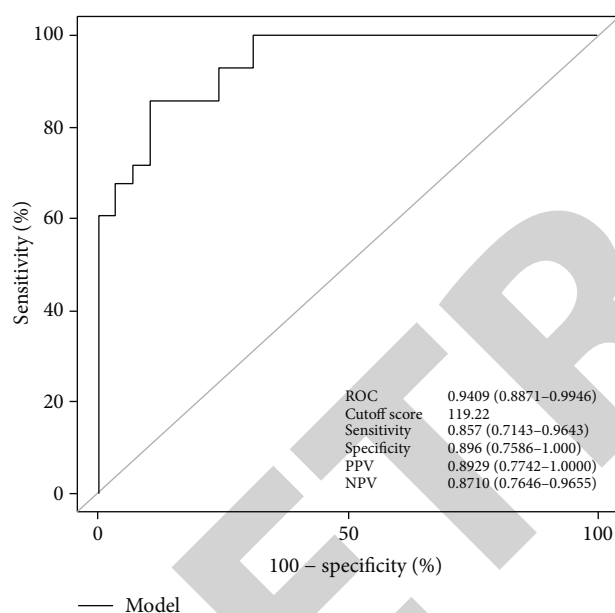 100
80
60
40
20
0
Sensitivity (%)
ROC 0.9409 (0.8871–0.9946)
Cutoff score 119.22
Sensitivity 0.857 (0.7143–0.9643)
Specificity 0.896 (0.7586–1.000)
PPV 0.8929 (0.7742–1.0000)
NPV 0.8710 (0.7646–0.9655)
0 50 100
100 – specificity (%)
Model